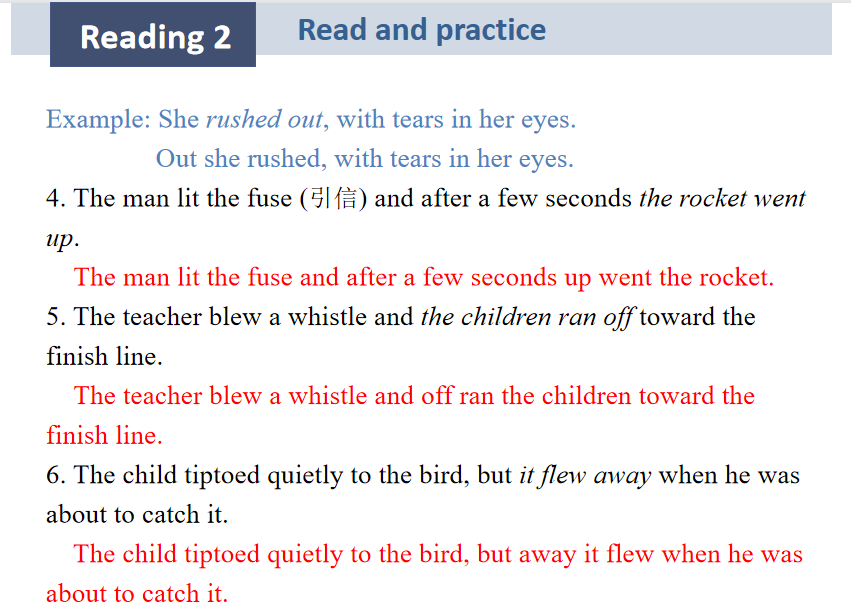 Reading 2
Read and practice
Example: She rushed out, with tears in her eyes.
Out she rushed, with tears in her eyes.
4. The man lit the fuse (引信) and after a few seconds the rocket went
up.
The man lit the fuse and after a few seconds up went the rocket.
5. The teacher blew a whistle and the children ran off toward the
finish line.
The teacher blew a whistle and off ran the children toward the
finish line.
6. The child tiptoed quietly to the bird, but it flew away when he was
about to catch it.
The child tiptoed quietly to the bird, but away it flew when he was
about to catch it.